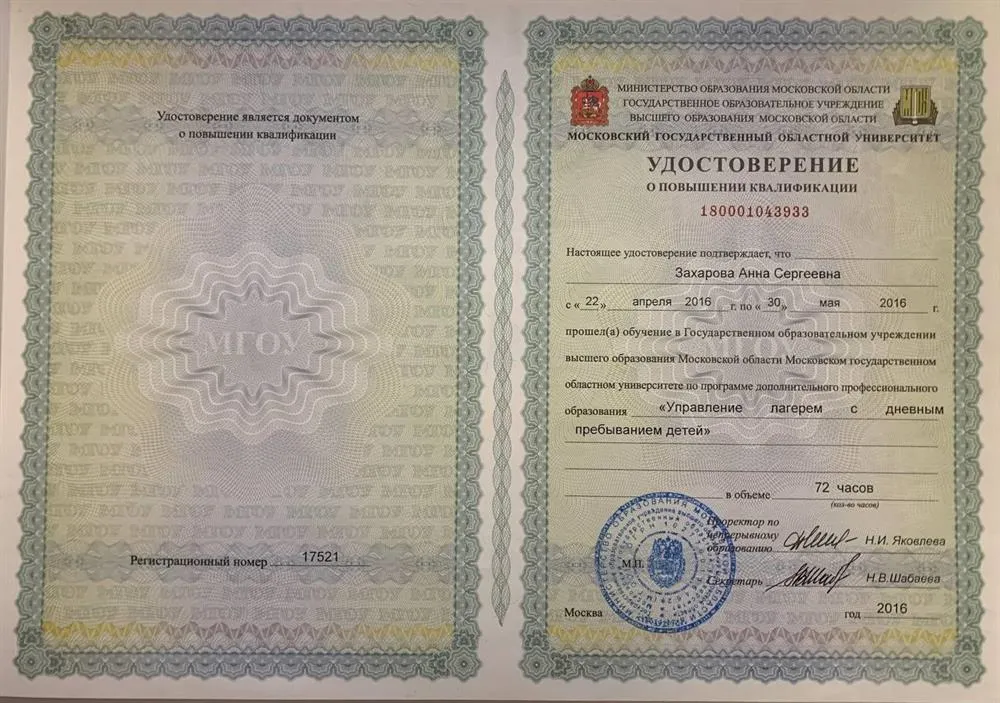 Удостоверение является документом
о повышении квалификации
МГОУ
Регистрационный номер 17521
МИНИСТЕРСТВО ОБРАЗОВАНИЯ МОСКОВСКОЙ ОБЛАСТИ
ГОСУДАРСТВЕННОЕ ОБРАЗОВАТЕЛЬНОЕ УЧРЕЖДЕНИЕ
ВЫСШЕГО ОБРАЗОВАНИЯ МОСКОВСКОЙ ОБЛАСТИ
МОСКОВСКИЙ ГОСУДАРСТВЕННЫЙ ОБЛАСТНОЙ УНИВЕРСИТЕТ
УДОСТОВЕРЕНИЕ
О ПОВЫШЕНИИ КВАЛИФИКАЦИИ
180001043933
Настоящее удостоверение подтверждает, что
Захарова Анна Сергеевна
с «22» апреля 2016 г. по «30» мая 2016 г.
прошел(а) обучение в Государственном образовательном учреждении
высшего образования Московской области Московском государственном
областном университете по программе дополнительного профессионального
образования «Управление лагерем с дневным
пребыванием детей»
в объеме 72 часов
(кол-во часов)
Проректор по
непрерывному
образованию Н.И. Яковлева
М.П.
Секретарь Н.В.Шабаева
Москва год 2016